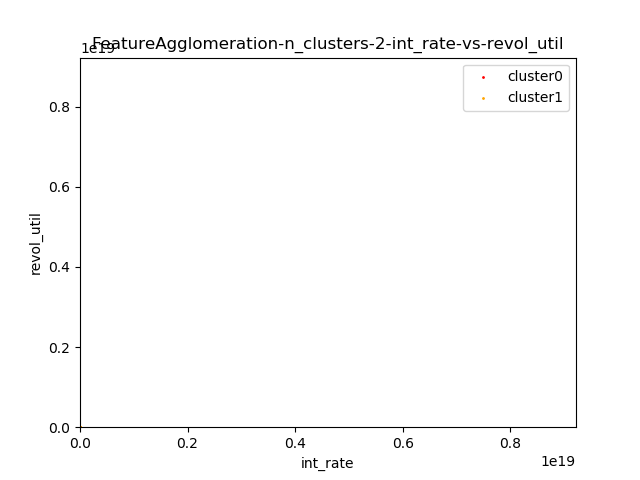 FeatureAgglomeration-n_clusters-2-int_rate-vs-revol_util
1e19
cluster0
cluster1
0.8
0.6
0.4
0.2
0.0
revol_util
0.0 0.2 0.4 0.6 0.8
int_rate
1e19